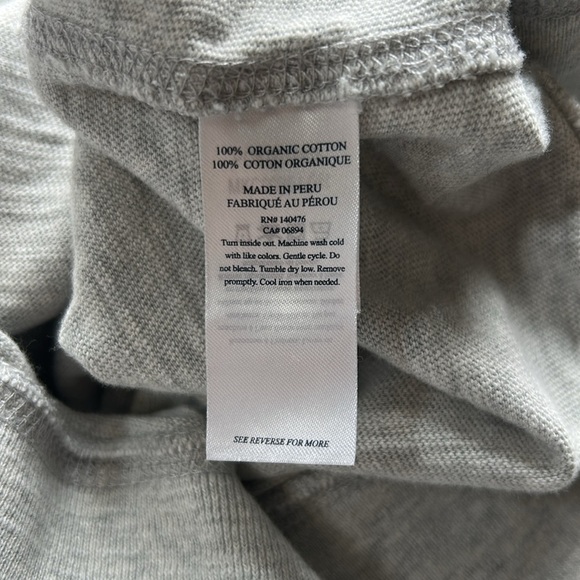 100% ORGANIC COTTON
100% COTON ORGANIQUE
MADE IN PERU
FABRIQUÉ AU PÉROU
RN# 140476
CA# 06894
Turn inside out. Machine wash cold
with like colors. Gentle cycle. Do
not bleach. Tumble dry low. Remove
promptly. Cool iron when needed.
SEE REVERSE FOR MORE